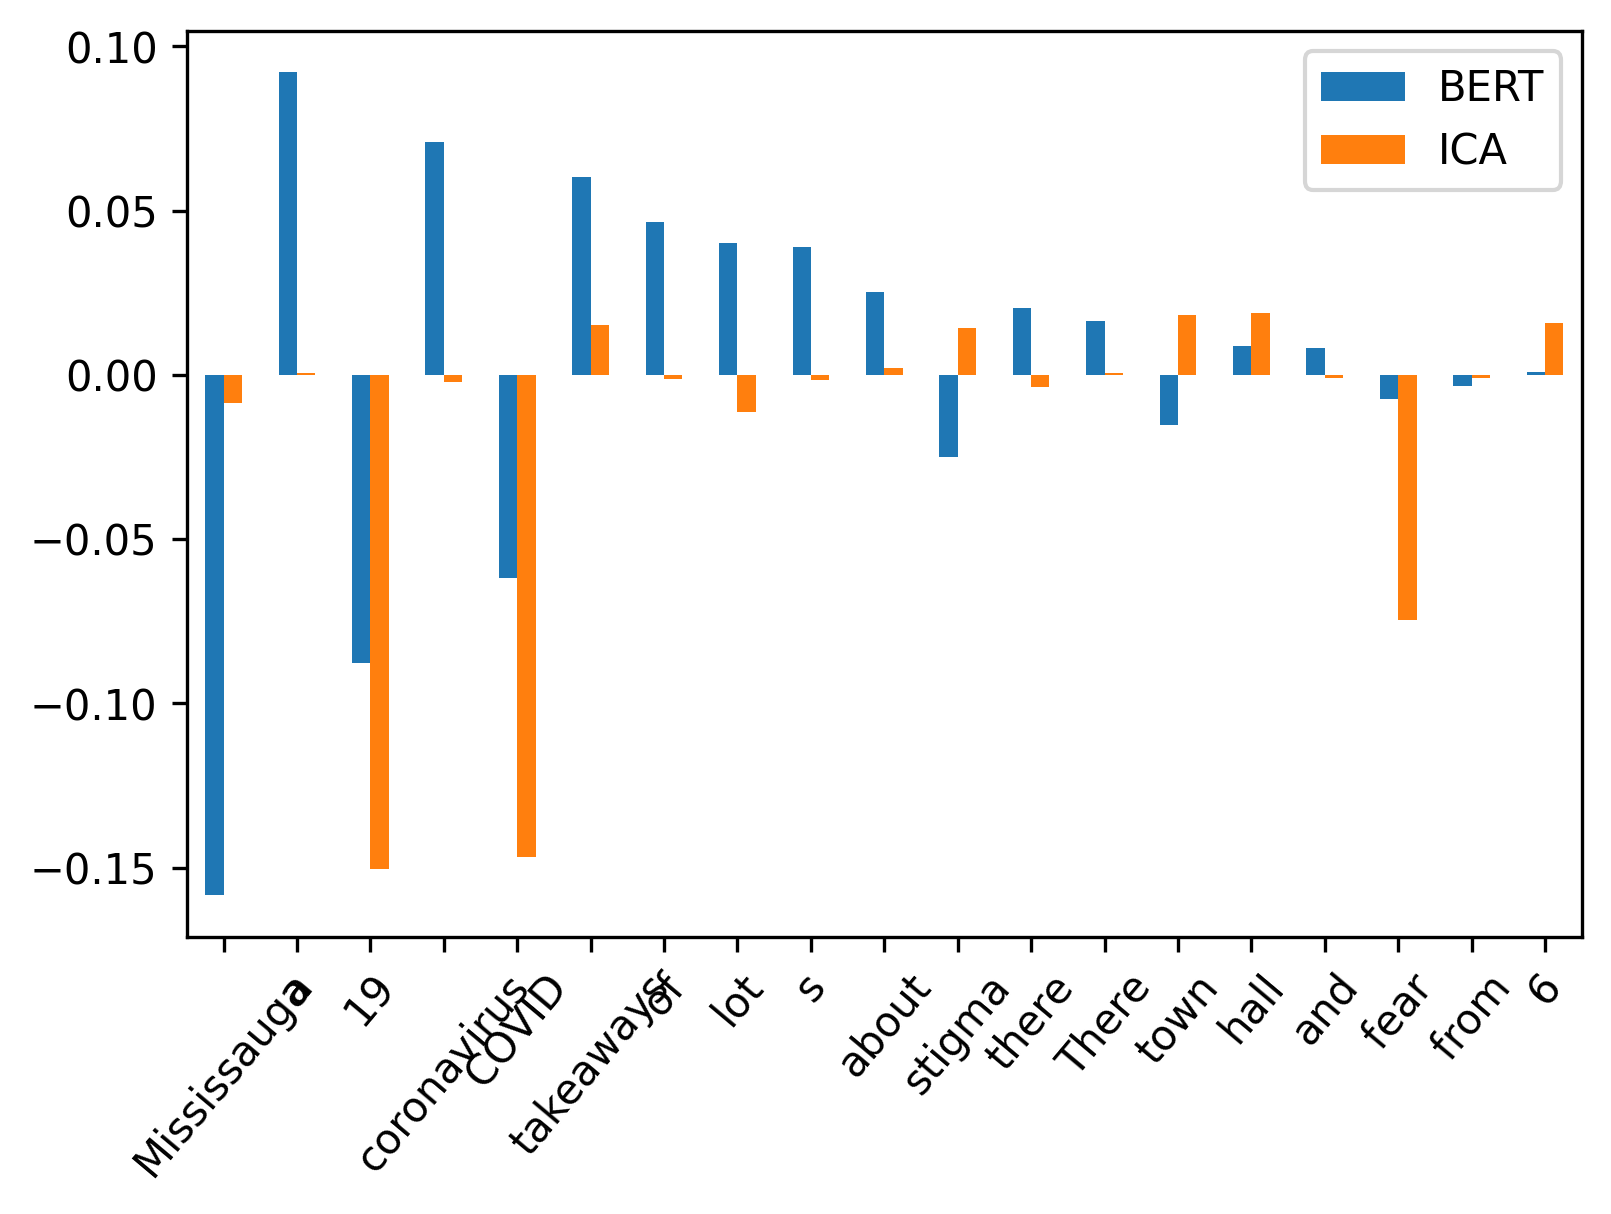 0.10
0.05
0.00
−0.05
−0.10
−0.15
BERT
ICA
Mississauga
a
19
coronavirus
COVID
takeaways
of
lot
s
about
stigma
there
There
town
hall
and
fear
from
6